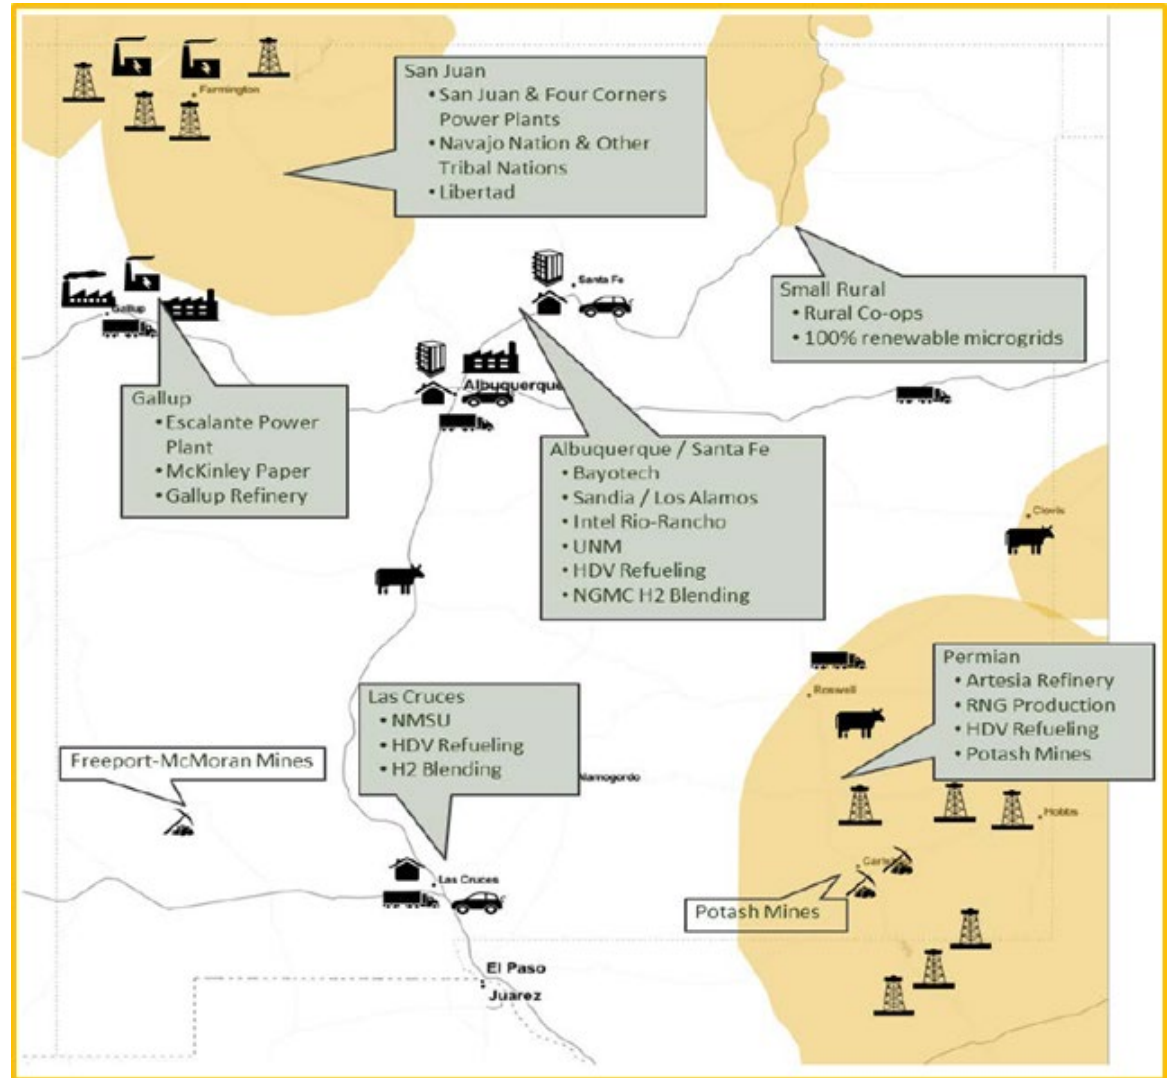 San Juan
• San Juan & Four Corners
Power Plants
• Navajo Nation & Other
Tribal Nations
• Libertad
Farmington
Santa Fe
Small Rural
• Rural Co-ops
• 100% renewable microgrids
Gallup
Albuquerque
Gallup
• Escalante Power
Plant
• McKinley Paper
• Gallup Refinery
Albuquerque / Santa Fe
• Bayotech
• Sandia / Los Alamos
• Intel Rio-Rancho
• UNM
• HDV Refueling
• NGMC H2 Blending
Clovis
Permian
• Artesia Refinery
• RNG Production
• HDV Refueling
• Potash Mines
Roswell
Las Cruces
• NMSU
• HDV Refueling
• H2 Blending
Freeport-McMoran Mines
Hobbs
Las Cruces
Potash Mines
El Paso
Juarez